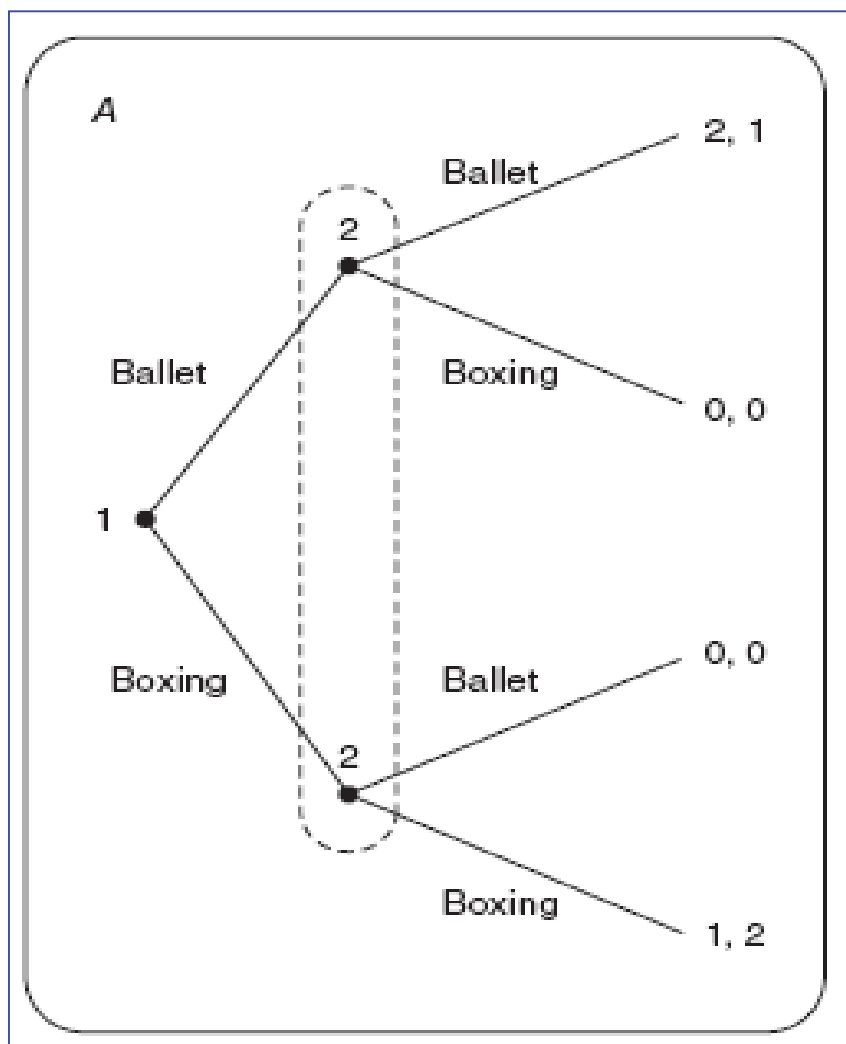 A
2, 1
Ballet
2
Ballet
Boxing
0, 0
1
0, 0
Boxing
Ballet
2
Boxing
1, 2